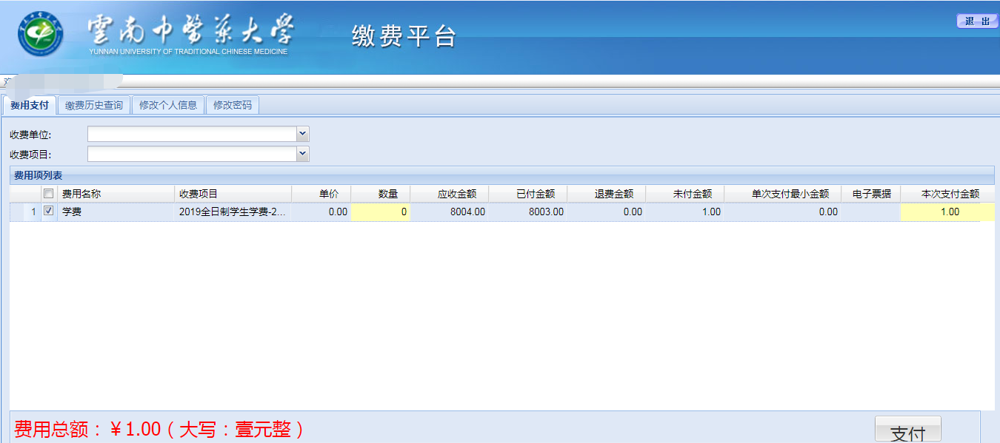 雲南中醫藥大學
YUNNAN UNIVERSITY OF TRADITIONAL CHINESE MEDICINE
缴费平台
退 出
费用支付 缴费历史查询 修改个人信息 修改密码
收费单位:
收费项目:
费用项列表
费用名称 收费项目 单价 数量 应收金额 已付金额 退费金额 未付金额 单次支付最小金额 电子票据 本次支付金额
1 学费 2019全日制学生学费-2... 0.00 0 8004.00 8003.00 0.00 1.00 0.00 1.00
费用总额：￥1.00（大写：壹元整）
支付